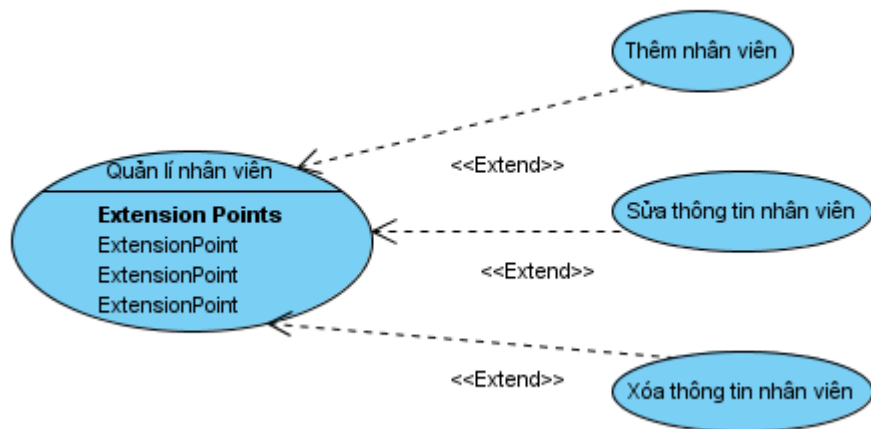 Thêm nhân viên
<<Extend>>
Quản lí nhân viên
Extension Points
ExtensionPoint
ExtensionPoint
ExtensionPoint
Sửa thông tin nhân viên
<<Extend>>
<<Extend>>
Xóa thông tin nhân viên